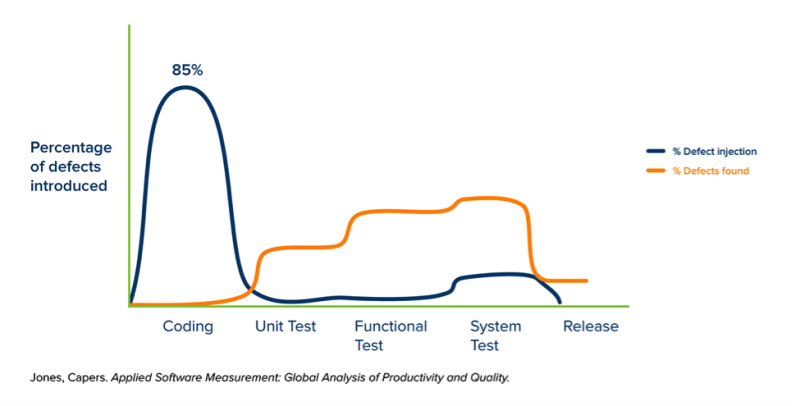 85%
Percentage
of defects
introduced
% Defect injection
% Defects found
Coding
Unit Test
Functional
Test
System
Test
Release
Jones, Capers. Applied Software Measurement: Global Analysis of Productivity and Quality.